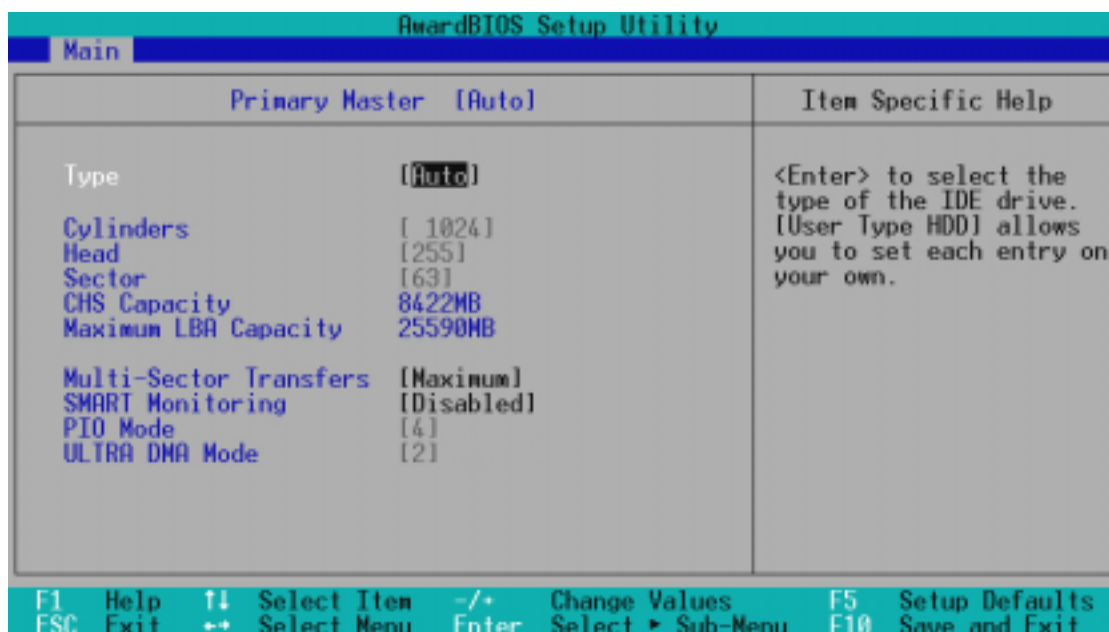 AwardBIOS Setup Utility
Main
Primary Master [Auto]
Item Specific Help
Type [Auto]
Cylinders [ 1024]
Head [255]
Sector [63]
CHS Capacity 8422MB
Maximum LBA Capacity 25590MB
Multi-Sector Transfers [Maximum]
SMART Monitoring [Disabled]
PIO Mode [4]
ULTRA DMA Mode [2]
<Enter> to select the
type of the IDE drive.
[User Type HDD] allows
you to set each entry on
your own.
F1 Help ↑↓ Select Item -/+ Change Values F5 Setup Defaults
ESC Exit ←→ Select Menu Enter Select ► Sub-Menu F10 Save and Exit